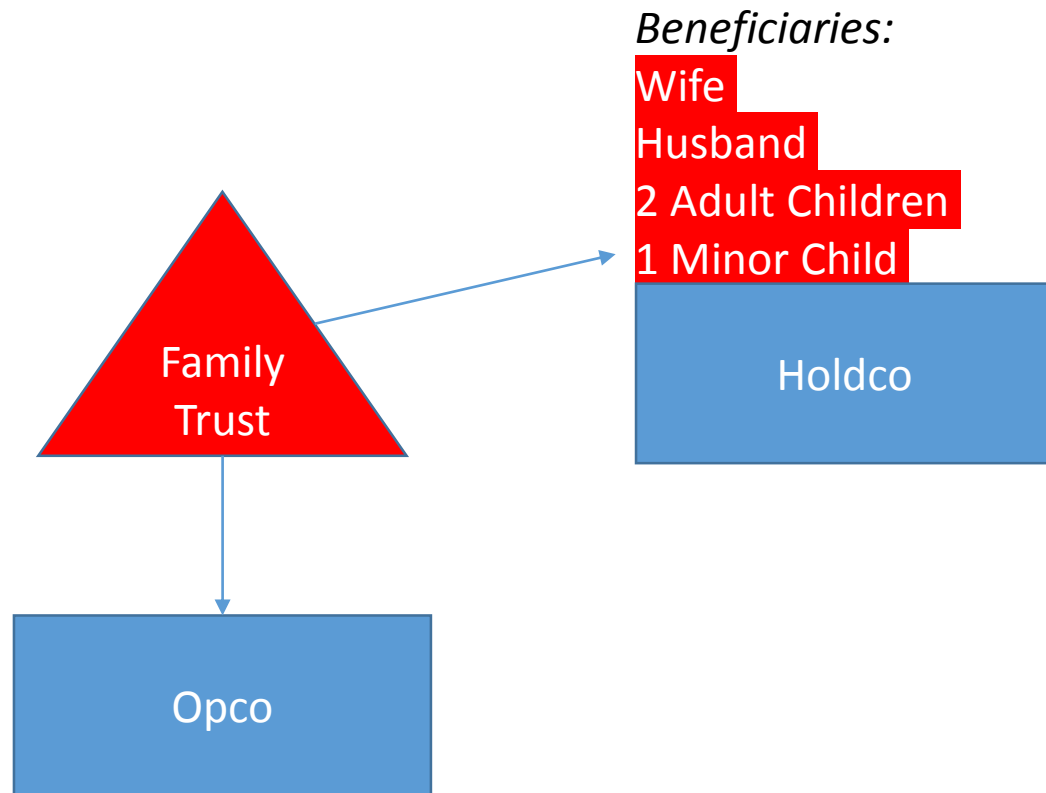 Beneficiaries:
Wife
Husband
2 Adult Children
1 Minor Child
Holdco
Family
Trust
Opco